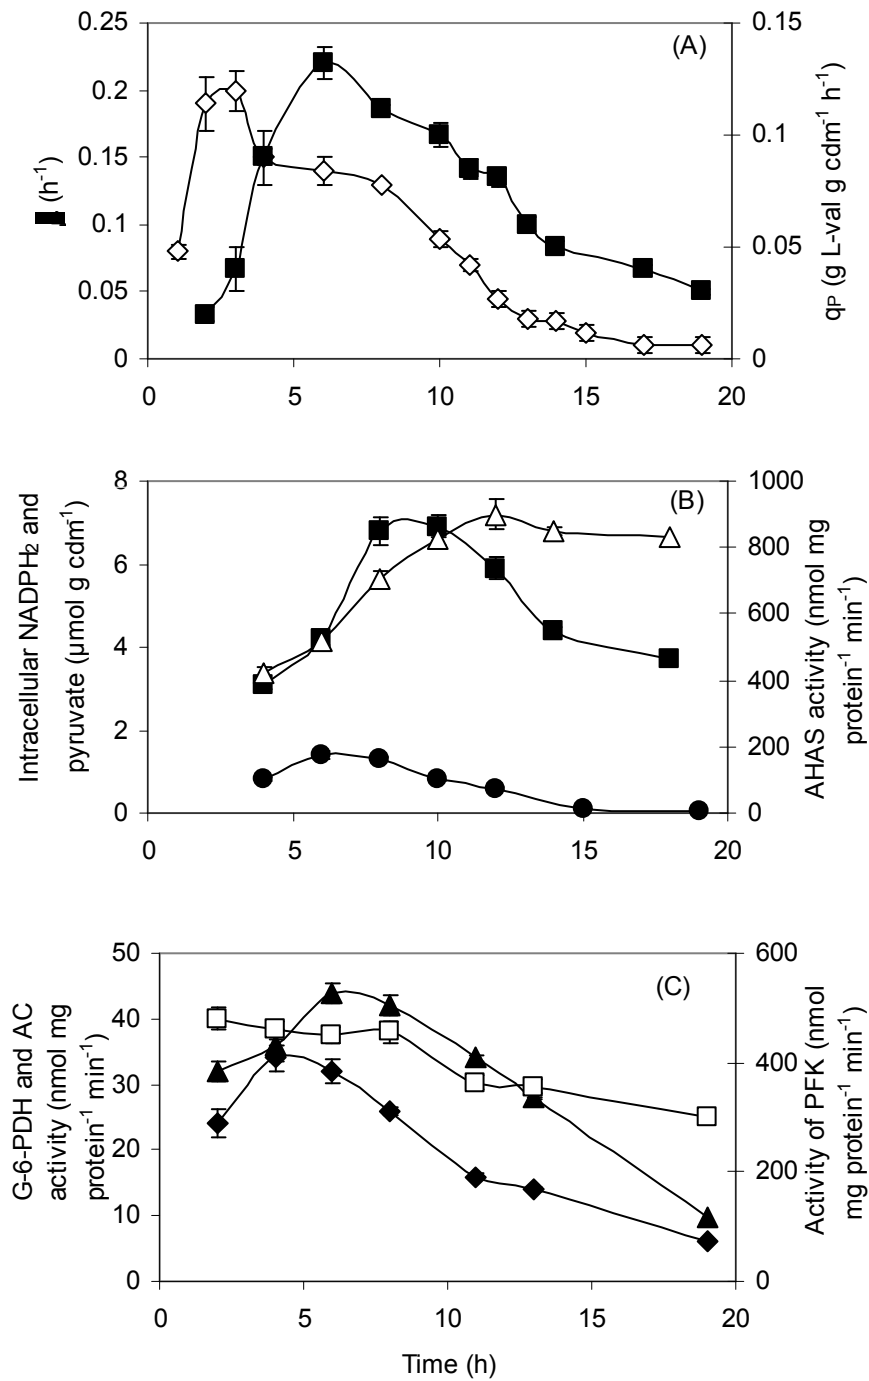 (A)
0.25
0.2
0.15
0.1
0.05
0
(h-1)
0.15
0.1
0.05
0
qP (g L-val g cdm-1 h-1)
0 5 10 15 20
(B)
8
6
4
2
0
Intracellular NADPH2 and
pyruvate (µmol g cdm-1)
1000
800
600
400
200
0
AHAS activity (nmol mg
protein-1 min-1)
0 5 10 15 20
(C)
50
40
30
20
10
0
G-6-PDH and AC
activity (nmol mg
protein-1 min-1)
600
400
200
0
Activity of PFK (nmol
mg protein-1 min-1)
0 5 10 15 20
Time (h)